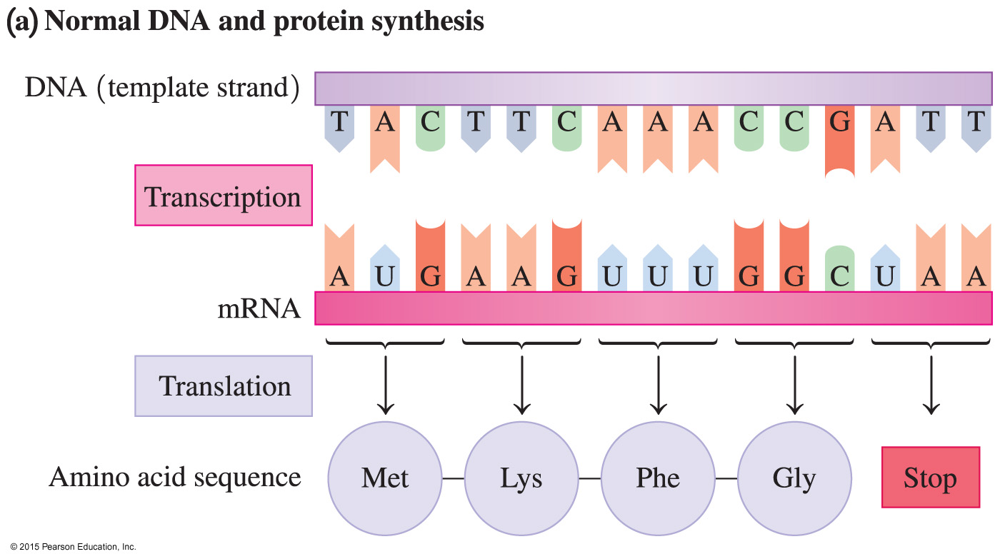 (a) Normal DNA and protein synthesis
DNA (template strand)
T A C T T C A A A C C G A T T
Transcription
A U G A A G U U U G G C U A A
mRNA
Translation
Amino acid sequence Met Lys Phe Gly Stop
© 2015 Pearson Education, Inc.